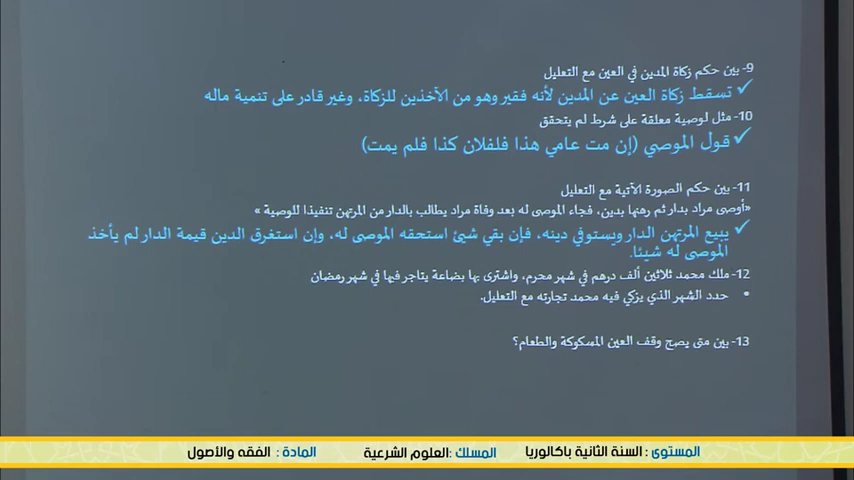 9- بين حكم زكاة المدين في العين مع التعليل
✓ تسقط زكاة العين عن المدين لأنه فقير وهو من الآخذين للزكاة، وغير قادر على تنمية ماله
10- مثل لوصية معلقة على شرط لم يتحقق
✓ قول الموصي (إن مت عامي هذا فلفلان كذا فلم يمت)
11- بين حكم الصورة الآتية مع التعليل
«أوصى مراد بدار ثم رهنها بدين، فجاء الموصى له بعد وفاة مراد يطالب بالدار من المرتهن تنفيذا للوصية »
✓ يبيع المرتهن الدار ويستوفي دينه، فإن بقي شيئ استحقه الموصى له، وإن استغرق الدين قيمة الدار لم يأخذ
الموصى له شيئا.
12- ملك محمد ثلاثين ألف درهم في شهر محرم، واشترى بها بضاعة يتاجر فيها في شهر رمضان
• حدد الشهر الذي يزكي فيه محمد تجارته مع التعليل.
13- بين متى يصح وقف العين المسكوكة والطعام؟
المستوى : السنة الثانية باكالوريا المسلك :العلوم الشرعية المادة : الفقه والأصول